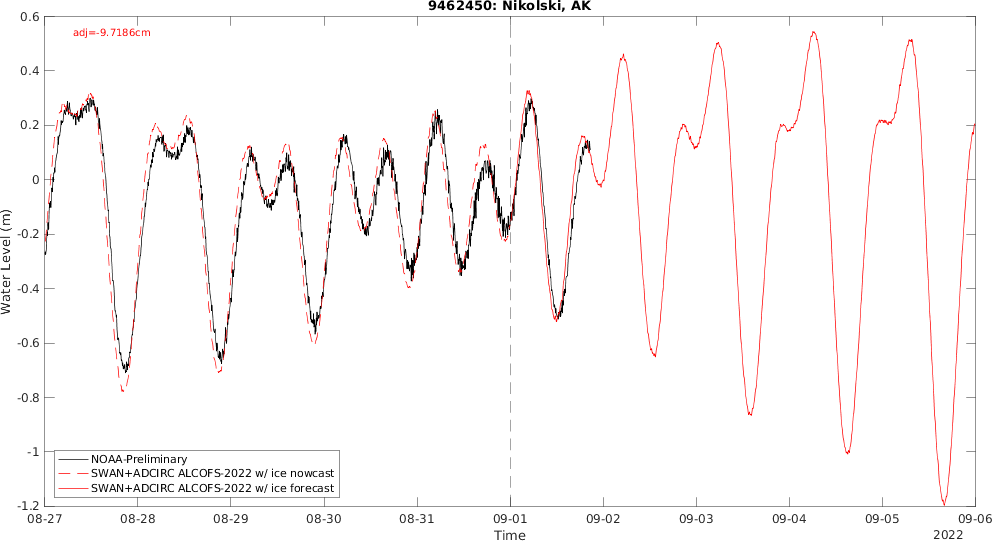 9462450: Nikolski, AK
adj=-9.7186cm
0.6
0.4
0.2
0
-0.2
-0.4
-0.6
-0.8
-1
-1.2
Water Level (m)
NOAA-Preliminary
SWAN+ADCIRC ALCOFS-2022 w/ ice nowcast
SWAN+ADCIRC ALCOFS-2022 w/ ice forecast
08-27 08-28 08-29 08-30 08-31 09-01 09-02 09-03 09-04 09-05 09-06
Time
2022